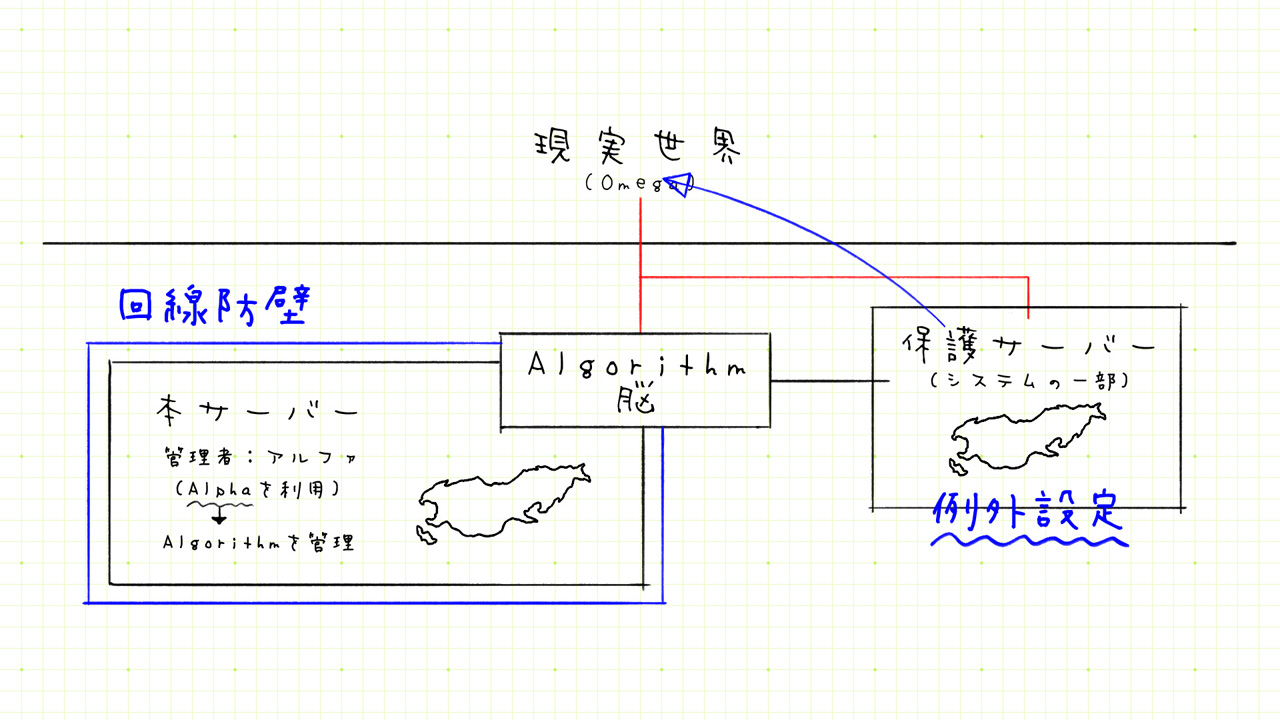 現実世界
(Omega)
回線防壁
Algorithm
脳
保護サーバー
(システムの一部)
本サーバー
管理者:アルファ
(Alphaを利用)
Algorithmを管理
例外設定